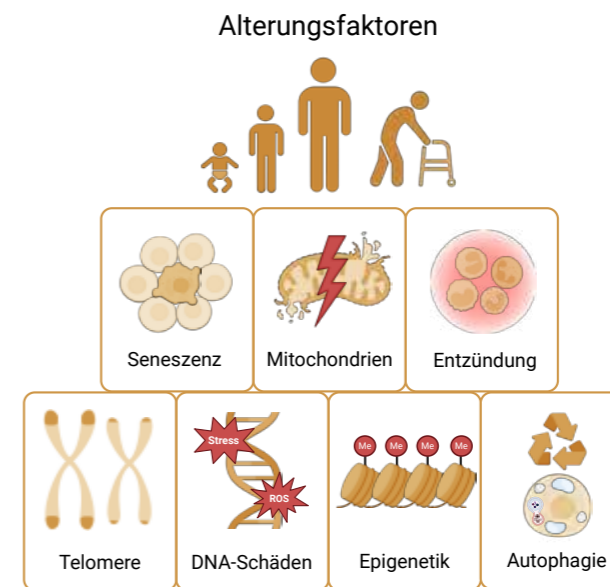 Alterungsfaktoren
Seneszenz
Mitochondrien
Entzündung
Stress
ROS
Me Me Me Me
Telomere
DNA-Schäden
Epigenetik
Autophagie